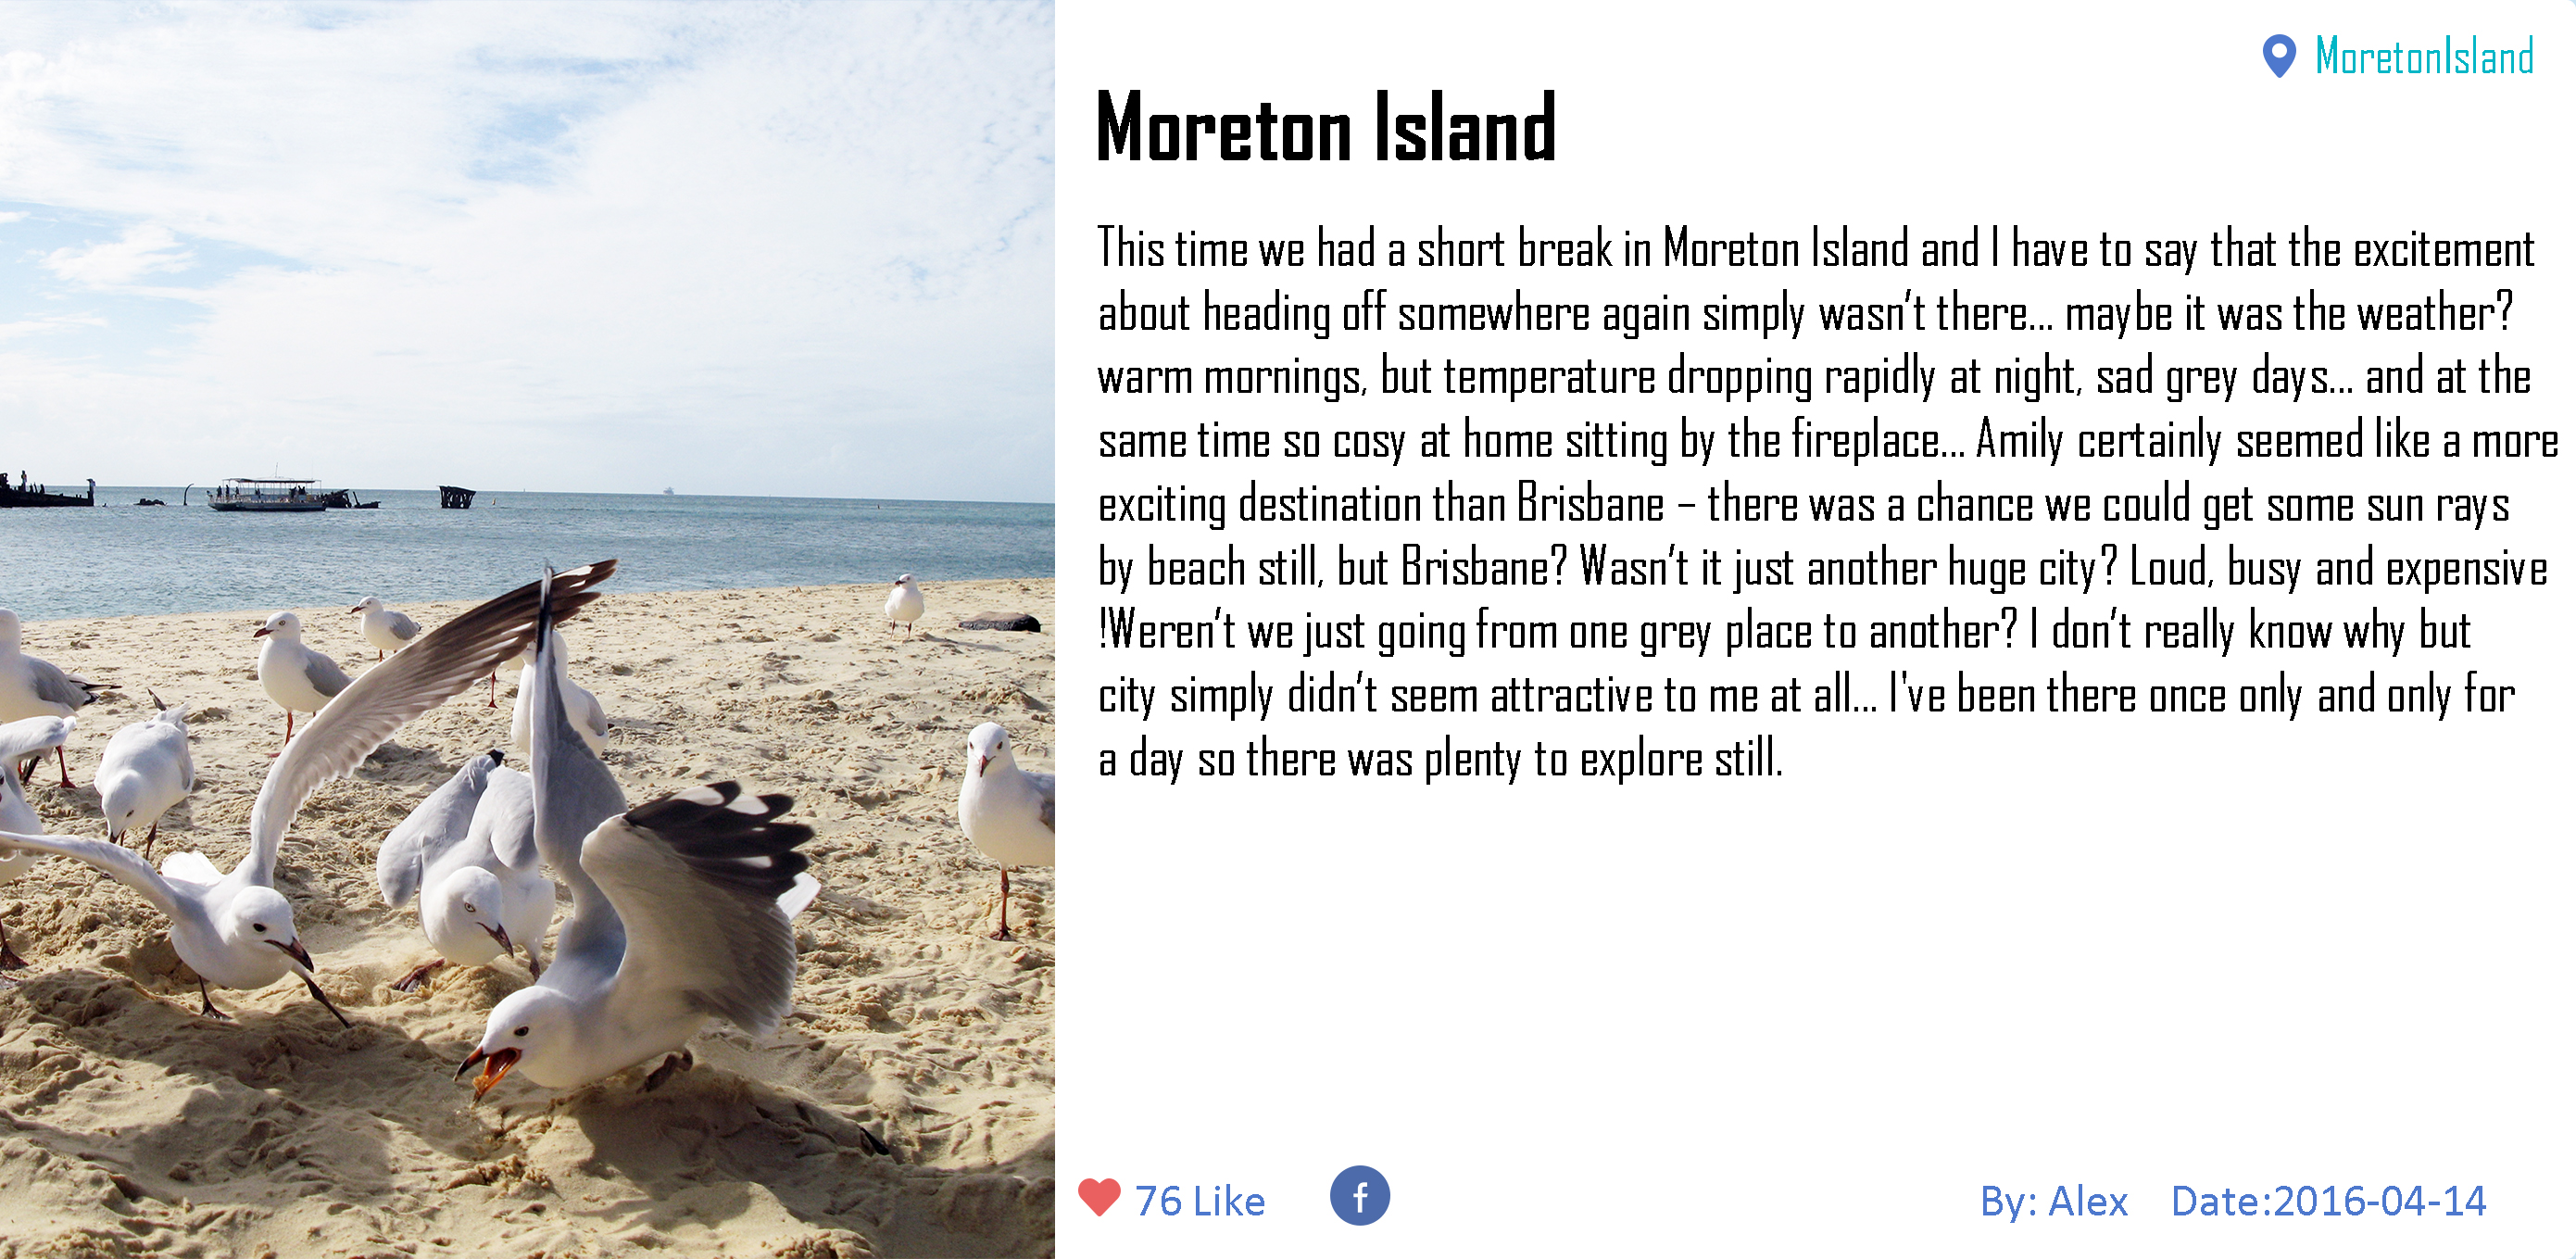 MoretonIsland
Moreton Island
This time we had a short break in Moreton Island and I have to say that the excitement
about heading off somewhere again simply wasn’t there... maybe it was the weather?
warm mornings, but temperature dropping rapidly at night, sad grey days... and at the
same time so cosy at home sitting by the fireplace... Amily certainly seemed like a more
exciting destination than Brisbane – there was a chance we could get some sun rays
by beach still, but Brisbane? Wasn’t it just another huge city? Loud, busy and expensive
!Weren’t we just going from one grey place to another? I don’t really know why but
city simply didn’t seem attractive to me at all... I've been there once only and only for
a day so there was plenty to explore still.
76 Like f By: Alex Date:2016-04-14